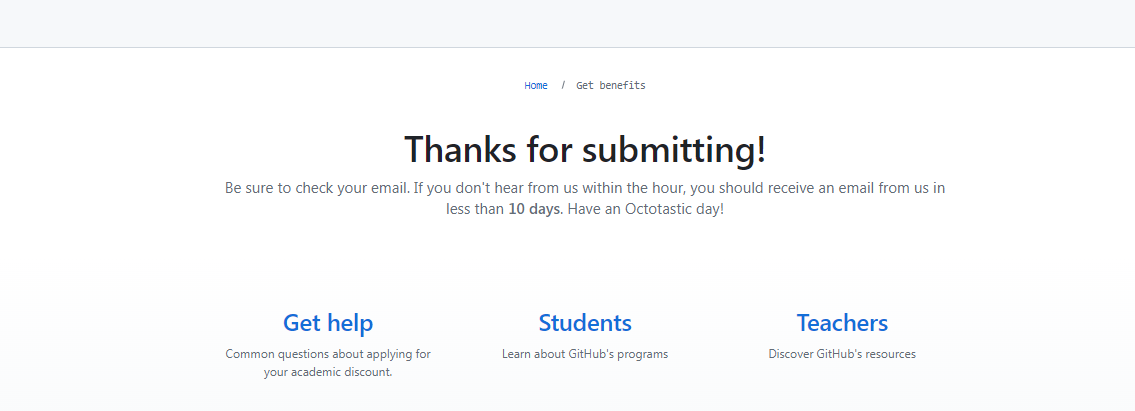 Home / Get benefits
Thanks for submitting!
Be sure to check your email. If you don't hear from us within the hour, you should receive an email from us in
less than 10 days. Have an Octotastic day!
Get help
Common questions about applying for
your academic discount.
Students
Learn about GitHub's programs
Teachers
Discover GitHub's resources